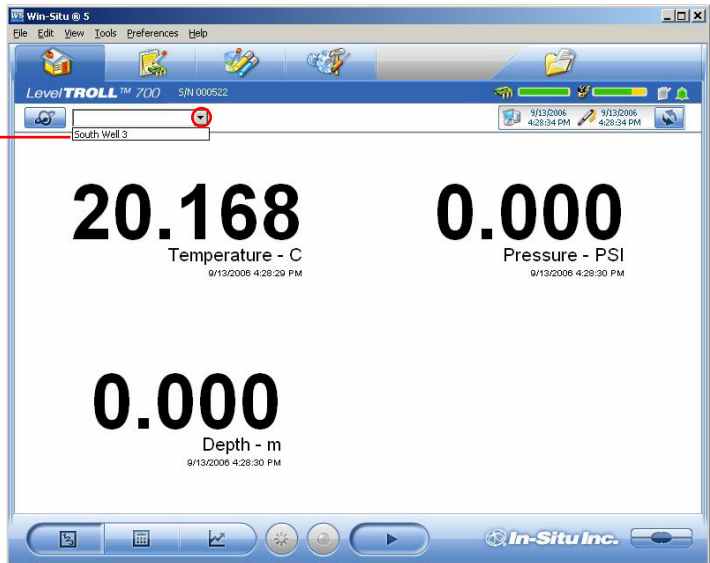 Win-Situ ® 5
File Edit View Tools Preferences Help
LevelTROLL™ 700 S/N 000522
9/13/2006 9/13/2006
4:28:34 PM 4:28:34 PM
South Well 3
20.168
Temperature - C
9/13/2006 4:28:29 PM
0.000
Pressure - PSI
9/13/2006 4:28:30 PM
0.000
Depth - m
9/13/2006 4:28:30 PM
In-Situ Inc.